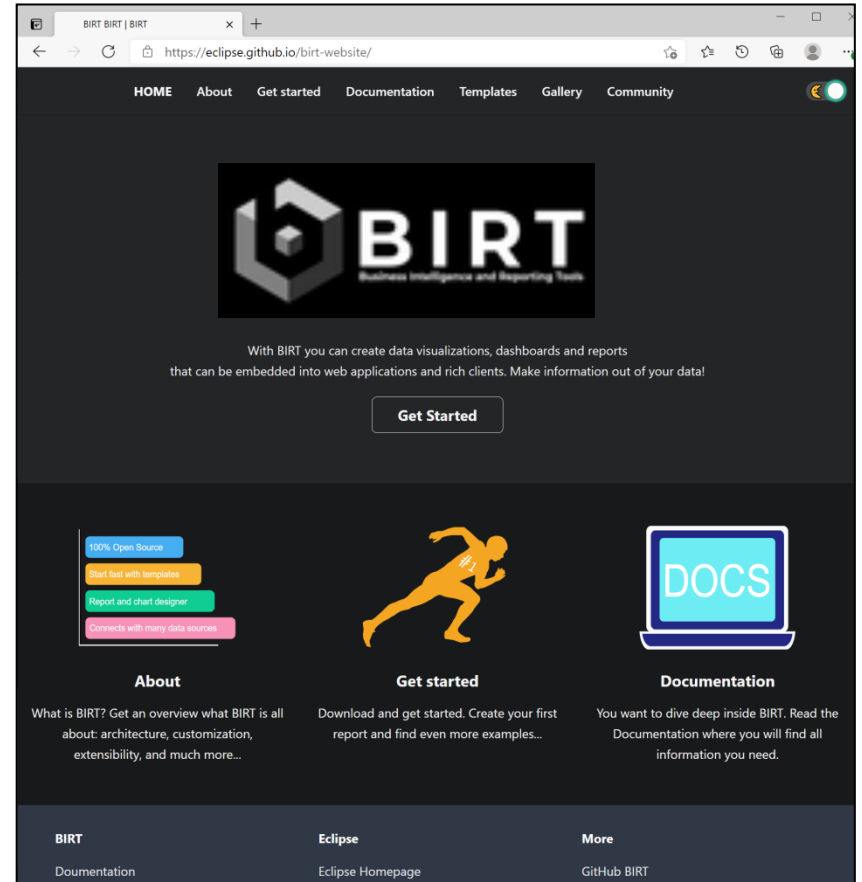 BIRT BIRT | BIRT
https://eclipse.github.io/birt-website/
HOME About Get started Documentation Templates Gallery Community
BIRT
Business Intelligence and Reporting Tools
With BIRT you can create data visualizations, dashboards and reports
that can be embedded into web applications and rich clients. Make information out of your data!
Get Started
100% Open Source
Start fast with templates
Report and chart designer
Connects with many data sources
#1
DOCS
About
What is BIRT? Get an overview what BIRT is all
about: architecture, customization,
extensibility, and much more...
Get started
Download and get started. Create your first
report and find even more examples...
Documentation
You want to dive deep inside BIRT. Read the
Documentation where you will find all
information you need.
BIRT Eclipse More
Doumentation Eclipse Homepage GitHub BIRT